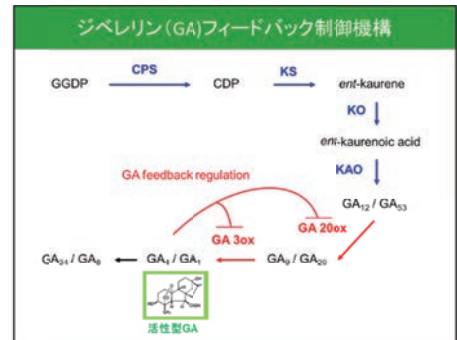 ジベレリン(GA)フィードバック制御機構
CPS KS
GGDP CDP ent-kaurene
KO
ent-kaurenoic acid
KAO
GA feedback regulation
GA12 / GA53
GA 3ox GA 20ox
GA34 / GA8 GA4 / GA1 GA9 / GA20
活性型GA